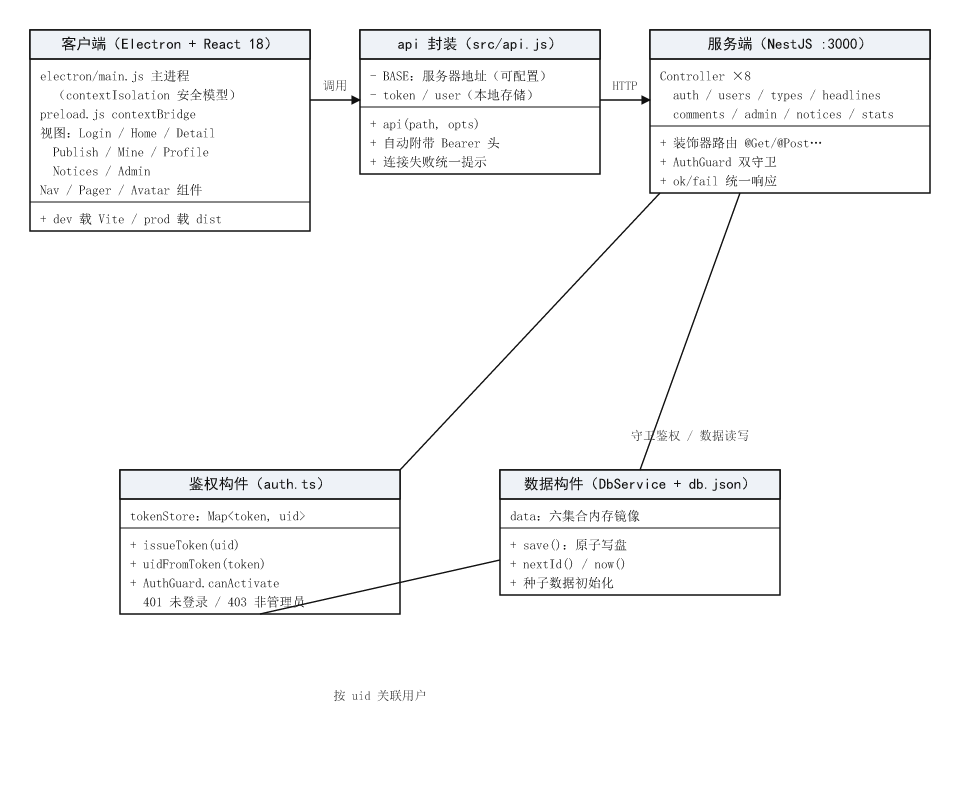 客户端（Electron + React 18）
electron/main.js 主进程
（contextIsolation 安全模型）
preload.js contextBridge
视图：Login / Home / Detail
Publish / Mine / Profile
Notices / Admin
Nav / Pager / Avatar 组件
+ dev 载 Vite / prod 载 dist
调用
api 封装（src/api.js）
- BASE：服务器地址（可配置）
- token / user（本地存储）
+ api(path, opts)
+ 自动附带 Bearer 头
+ 连接失败统一提示
HTTP
服务端（NestJS :3000）
Controller ×8
auth / users / types / headlines
comments / admin / notices / stats
+ 装饰器路由 @Get/@Post…
+ AuthGuard 双守卫
+ ok/fail 统一响应
守卫鉴权 / 数据读写
鉴权构件（auth.ts）
tokenStore：Map<token, uid>
+ issueToken(uid)
+ uidFromToken(token)
+ AuthGuard.canActivate
401 未登录 / 403 非管理员
数据构件（DbService + db.json）
data：六集合内存镜像
+ save()：原子写盘
+ nextId() / now()
+ 种子数据初始化
按 uid 关联用户